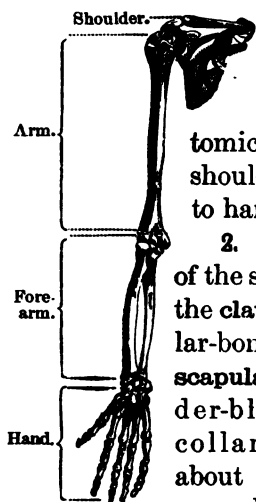 Shoulder.
Arm.
Fore-
arm.
Hand.
tomic
shoul
to han
2.
of the s
the clav
lar-bon
scapula
der-bl
collar
about